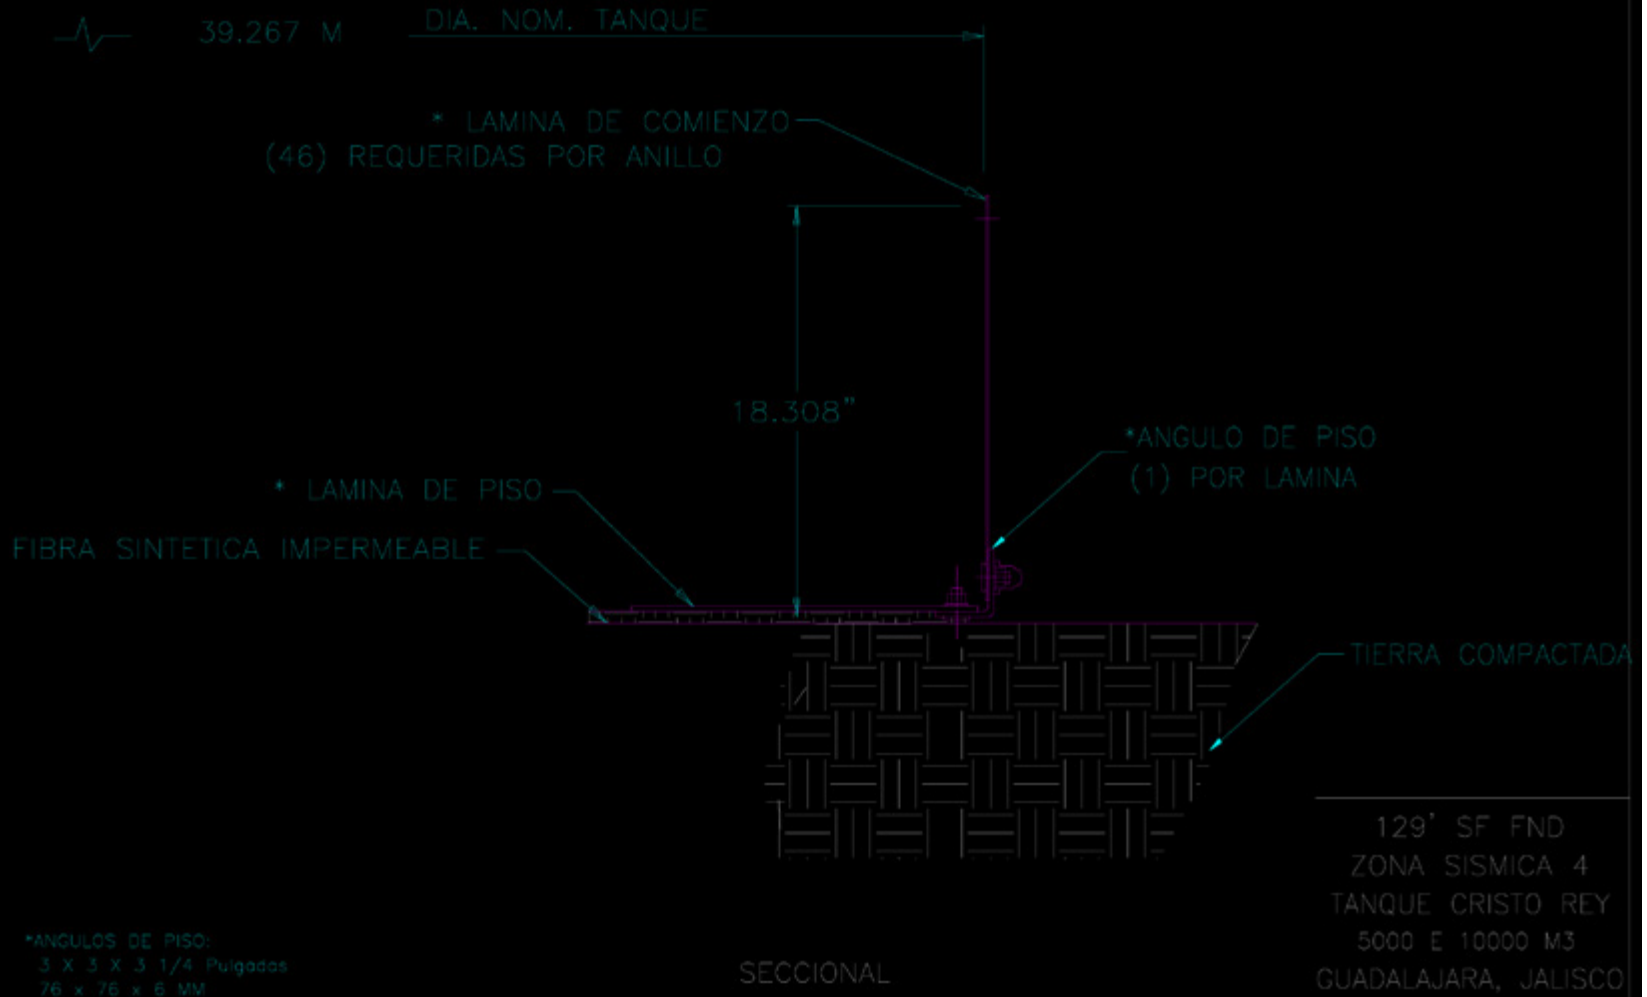 39.267 M
DIA. NOM. TANQUE
* LAMINA DE COMIENZO
(46) REQUERIDAS POR ANILLO
18.308"
*ANGULO DE PISO
(1) POR LAMINA
* LAMINA DE PISO
FIBRA SINTETICA IMPERMEABLE
TIERRA COMPACTADA
129' SF FND
ZONA SISMICA 4
TANQUE CRISTO REY
5000 E 10000 M3
GUADALAJARA, JALISCO
*ANGULOS DE PISO:
3 X 3 X 3 1/4 Pulgadas
76 x 76 x 6 MM
SECCIONAL